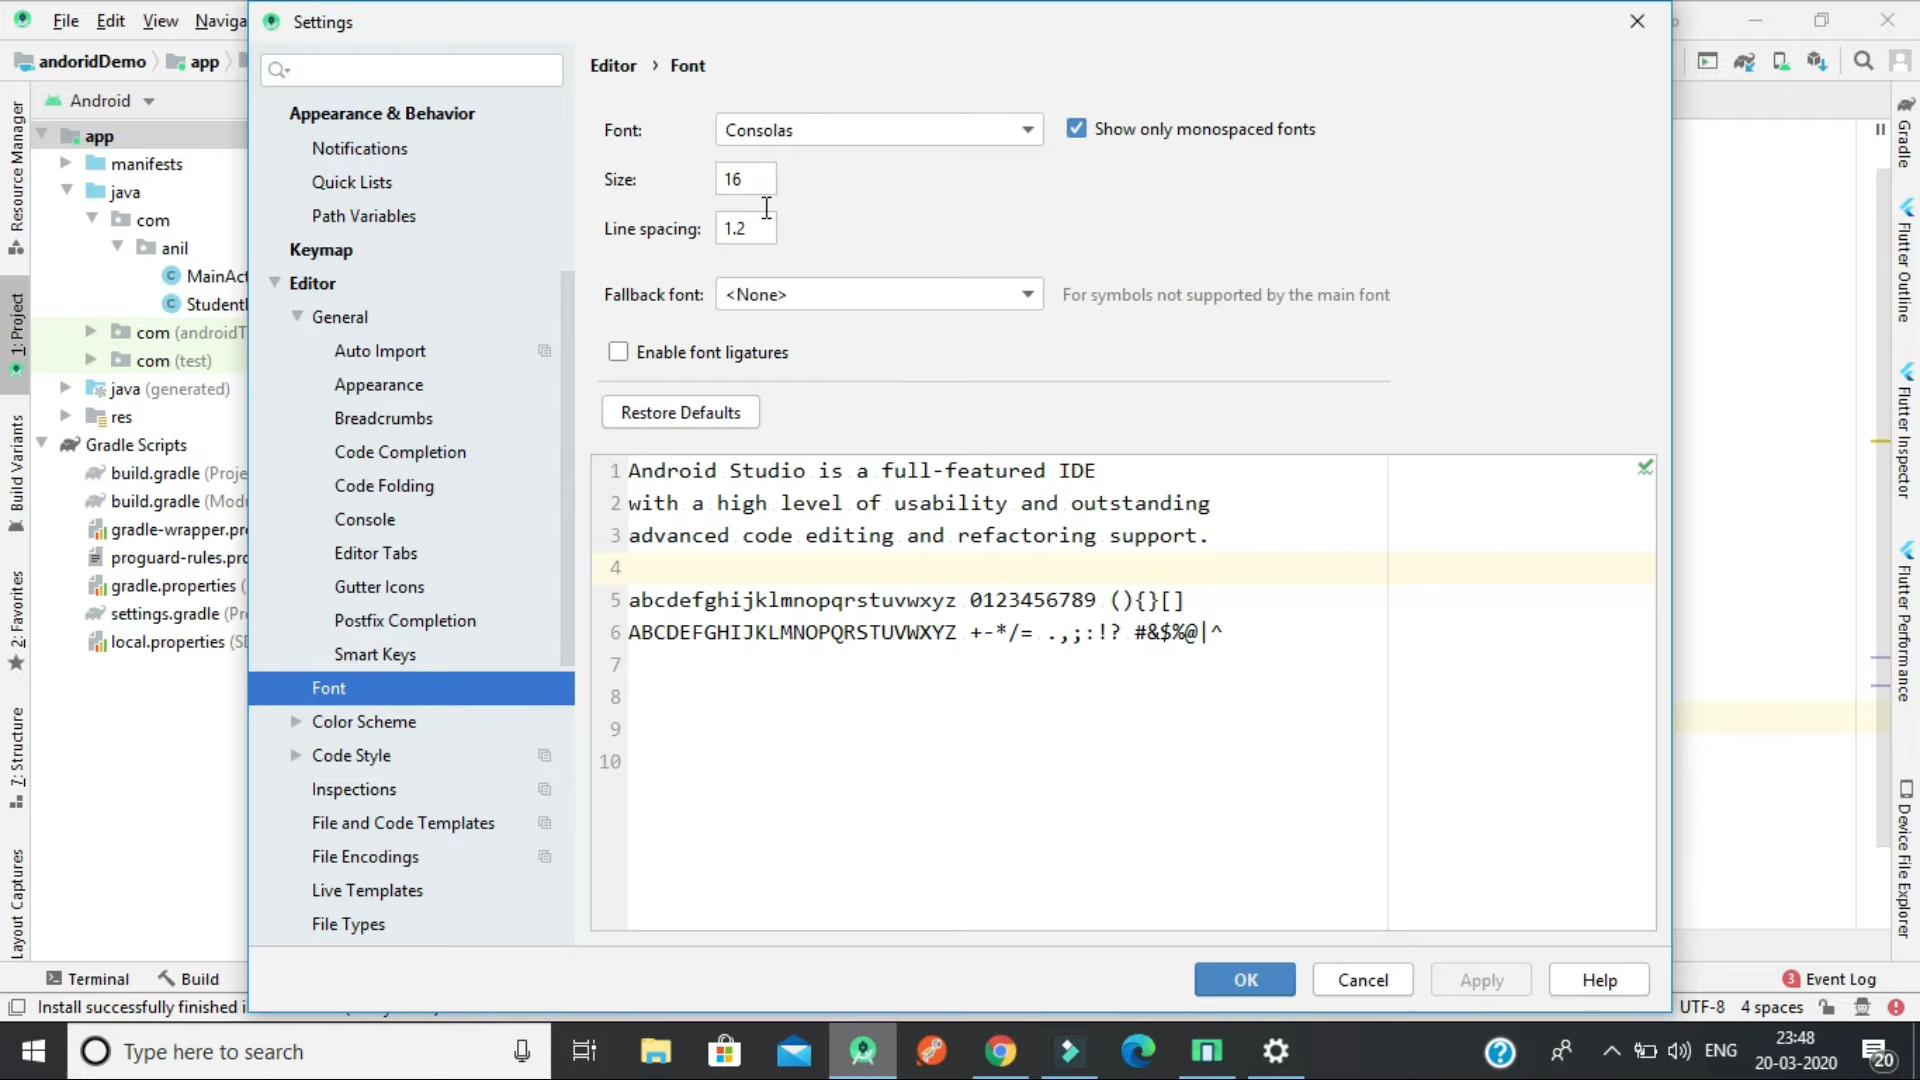 File Edit View Naviga
Settings
andoridDemo app
Android
app
manifests
java
com
anil
MainAct
com (androidT
com (test)
java (generated)
res
Gradle Scripts
build.gradle (Proje
build.gradle (Modu
gradle-wrapper.pr
proguard-rules.pro
gradle.properties (
settings.gradle (Pr
local.properties (SD
Resource Manager
1: Project
Build Variants
2: Favorites
7: Structure
Layout Captures
Appearance & Behavior
Notifications
Quick Lists
Path Variables
Keymap
Editor
General
Auto Import
Appearance
Breadcrumbs
Code Completion
Code Folding
Console
Editor Tabs
Gutter Icons
Postfix Completion
Smart Keys
Font
Color Scheme
Code Style
Inspections
File and Code Templates
File Encodings
Live Templates
File Types
Editor › Font
Font: Consolas Show only monospaced fonts
Size: 16
Line spacing: 1.2
Fallback font: <None> For symbols not supported by the main font
Enable font ligatures
Restore Defaults
1 Android Studio is a full-featured IDE
2 with a high level of usability and outstanding
3 advanced code editing and refactoring support.
4
5 abcdefghijklmnopqrstuvwxyz 0123456789 (){}[]
6 ABCDEFGHIJKLMNOPQRSTUVWXYZ +-*/= .,;:!? #&$%@|^
7
8
9
10
OK Cancel Apply Help
Gradle
Flutter Outline
Flutter Inspector
Flutter Performance
Device File Explorer
Terminal Build
3 Event Log
Install successfully finished i
UTF-8 4 spaces
Type here to search
ENG
23:48
20-03-2020
20